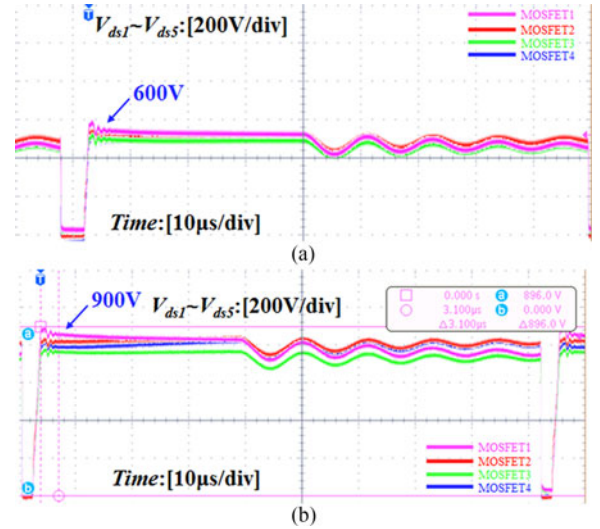 T
Vds1~Vds5:[200V/div]
MOSFET1
MOSFET2
MOSFET3
MOSFET4
600V
Time:[10μs/div]
(a)
T
900V
Vds1~Vds5:[200V/div]
0.000 s a 896.0 V
3.100μs b 0.000 V
Δ3.100μs Δ896.0 V
a
MOSFET1
MOSFET2
MOSFET3
MOSFET4
b
Time:[10μs/div]
(b)